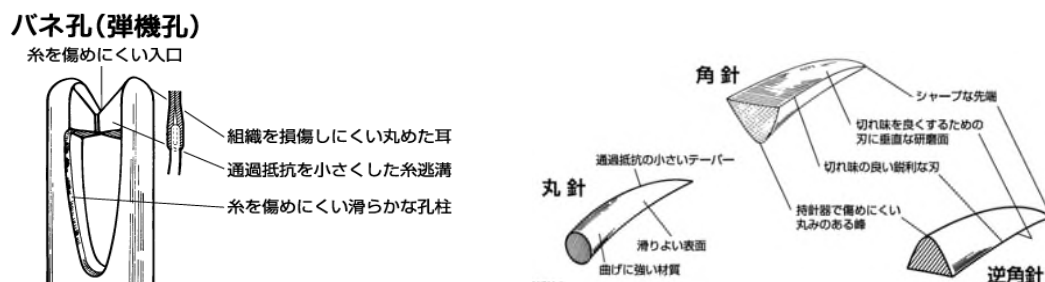 バネ孔(弾機孔)
糸を傷めにくい入口
組織を損傷しにくい丸めた耳
通過抵抗を小さくした糸逃溝
糸を傷めにくい滑らかな孔柱
角針
シャープな先端
切れ味を良くするための
刃に垂直な研磨面
切れ味の良い鋭利な刃
通過抵抗の小さいテーパー
丸針
持針器で傷めにくい
丸みのある峰
滑りよい表面
曲げに強い材質
逆角針